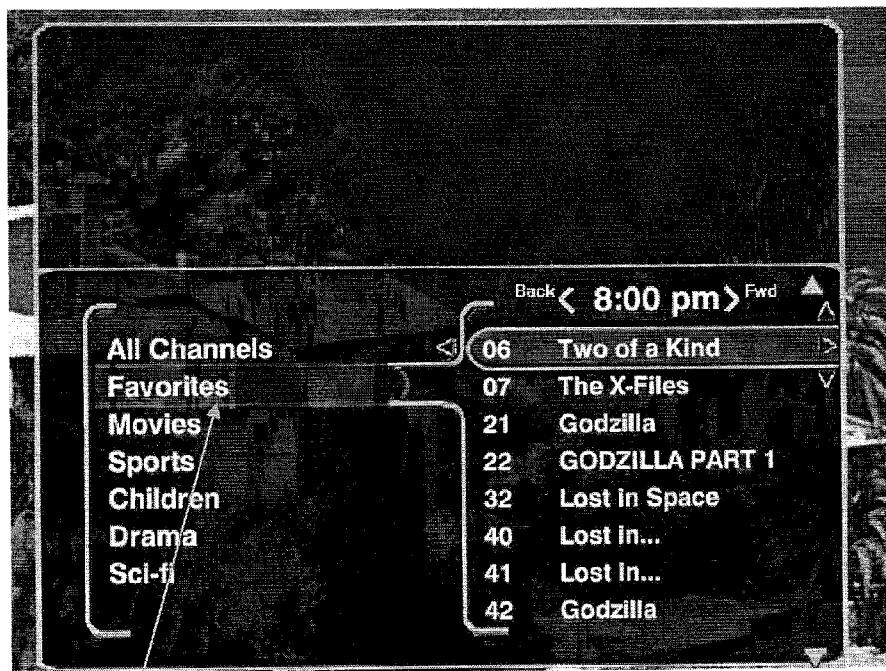 Back < 8:00 pm > Fwd
All Channels
Favorites
Movies
Sports
Children
Drama
Sci-fi
06 Two of a Kind
07 The X-Files
21 Godzilla
22 GODZILLA PART 1
32 Lost in Space
40 Lost in...
41 Lost in...
42 Godzilla